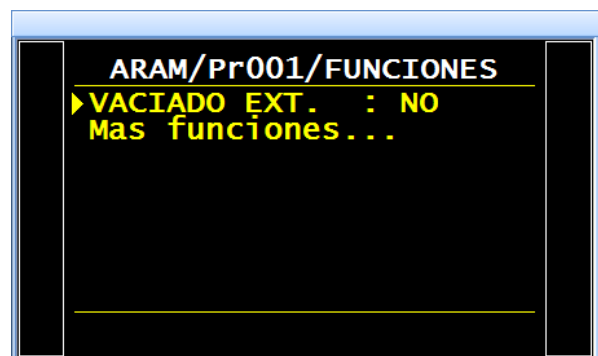 ARAM/Pr001/FUNCIONES
VACIADO EXT. : NO
Mas funciones...